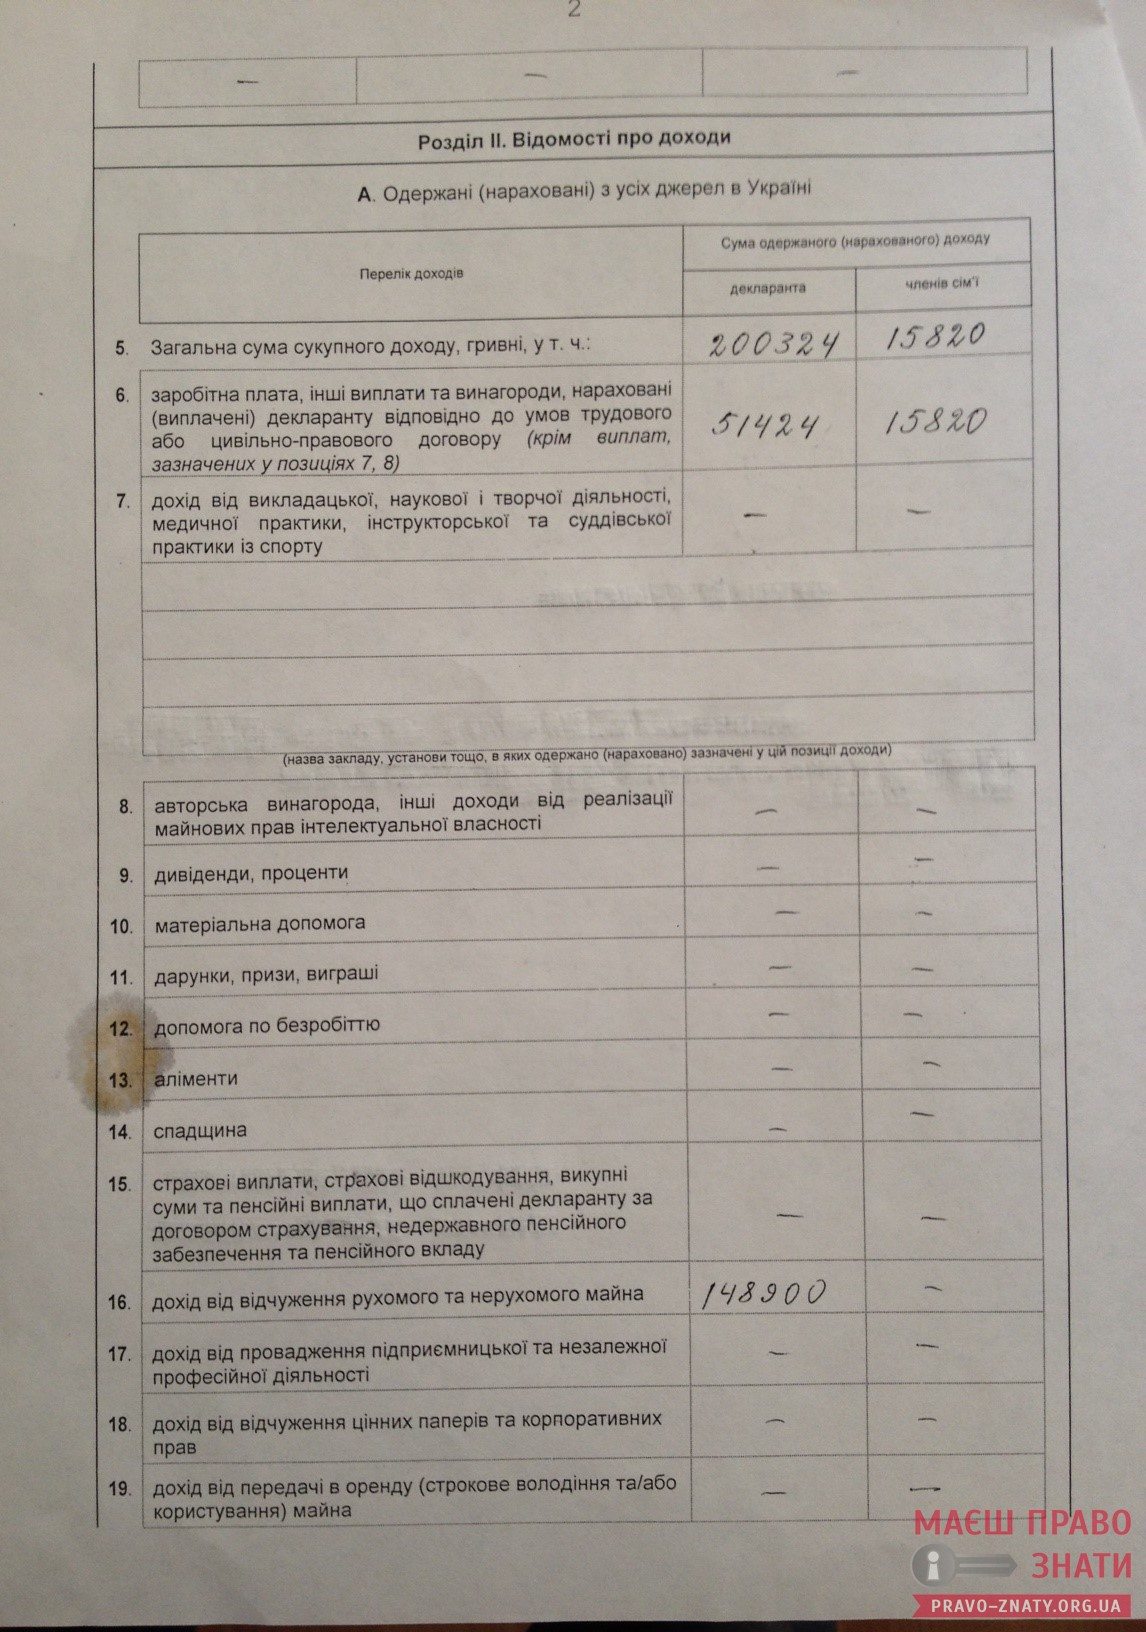 2
— — —
Розділ II. Відомості про доходи
А. Одержані (нараховані) з усіх джерел в Україні
Перелік доходів
Сума одержаного (нарахованого) доходу
декларанта
членів сім'ї
5. Загальна сума сукупного доходу, гривні, у т. ч.: 200324 15820
6. заробітна плата, інші виплати та винагороди, нараховані
(виплачені) декларанту відповідно до умов трудового
або цивільно-правового договору (крім виплат, 51424 15820
зазначених у позиціях 7, 8)
7. дохід від викладацької, наукової і творчої діяльності,
медичної практики, інструкторської та суддівської — —
практики із спорту
(назва закладу, установи тощо, в яких одержано (нараховано) зазначені у цій позиції доходи)
8. авторська винагорода, інші доходи від реалізації — —
майнових прав інтелектуальної власності
9. дивіденди, проценти — —
10. матеріальна допомога — —
11. дарунки, призи, виграші — —
12. допомога по безробіттю — —
13. аліменти — —
14. спадщина — —
15. страхові виплати, страхові відшкодування, викупні
суми та пенсійні виплати, що сплачені декларанту за
договором страхування, недержавного пенсійного — —
забезпечення та пенсійного вкладу
16. дохід від відчуження рухомого та нерухомого майна 148900 —
17. дохід від провадження підприємницької та незалежної — —
професійної діяльності
18. дохід від відчуження цінних паперів та корпоративних — —
прав
19. дохід від передачі в оренду (строкове володіння та/або — —
користування) майна
МАЄШ ПРАВО
ЗНАТИ
PRAVO-ZNATY.ORG.UA